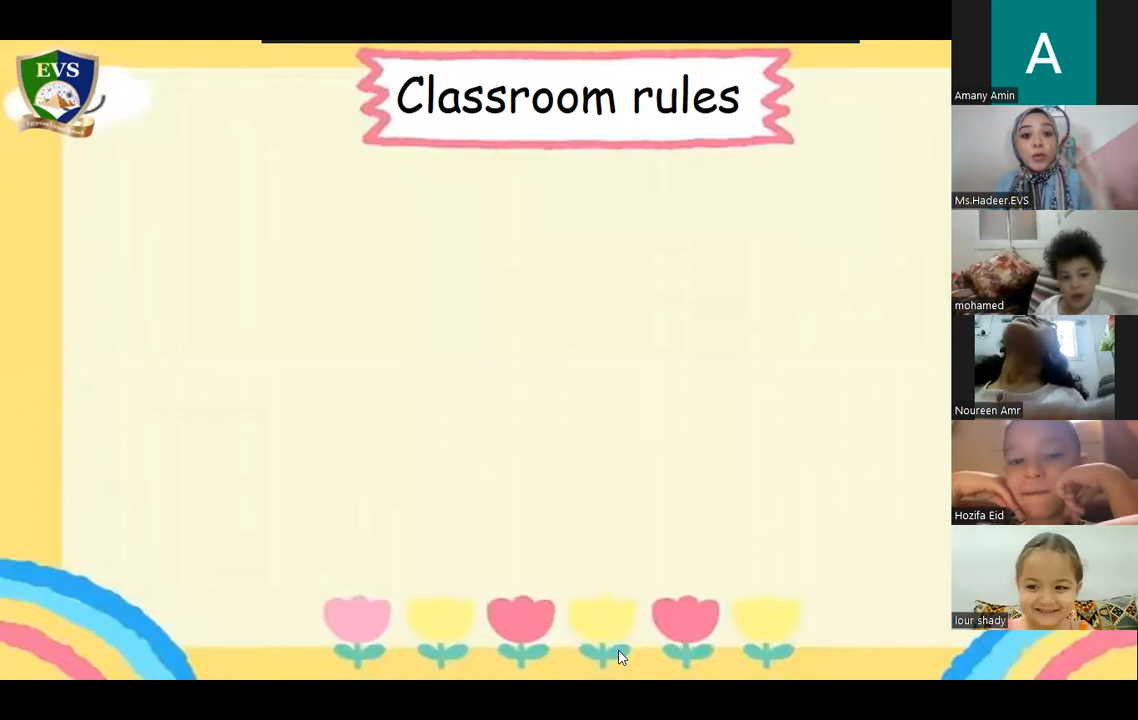 EVS
Classroom rules
A
Amany Amin
Ms.Hadeer.EVS
mohamed
Noureen Amr
Hozifa Eid
lour shady